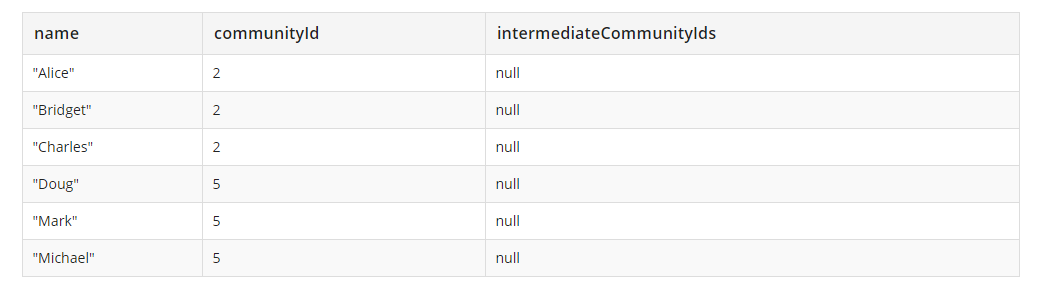 name communityId intermediateCommunityIds
"Alice" 2 null
"Bridget" 2 null
"Charles" 2 null
"Doug" 5 null
"Mark" 5 null
"Michael" 5 null